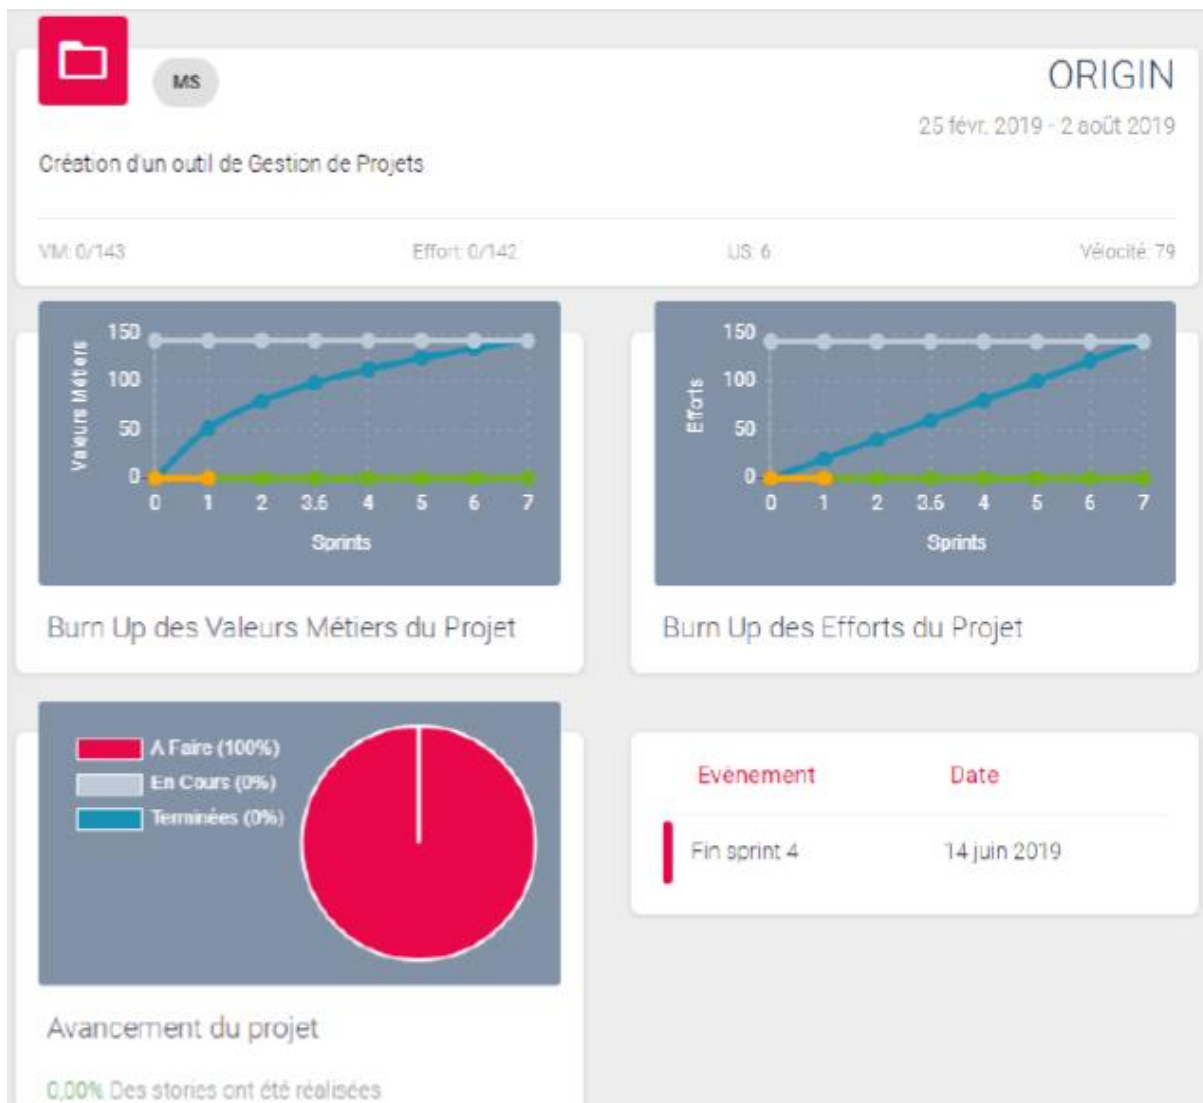 MS
ORIGIN
25 févr. 2019 - 2 août 2019
Création d'un outil de Gestion de Projets
VM: 0/143
Effort: 0/142
US: 6
Vélocité: 79
Valeurs Métiers
150
100
50
0
0 1 2 3.6 4 5 6 7
Sprints
Burn Up des Valeurs Métiers du Projet
Efforts
150
100
50
0
0 1 2 3.6 4 5 6 7
Sprints
Burn Up des Efforts du Projet
A Faire (100%)
En Cours (0%)
Terminées (0%)
Avancement du projet
0,00% Des stories ont été réalisées
Evènement Date
Fin sprint 4 14 juin 2019